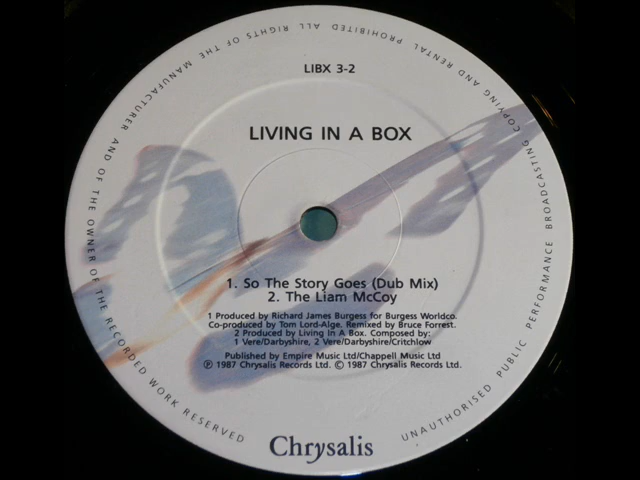 LIBX 3-2
LIVING IN A BOX
1. So The Story Goes (Dub Mix)
2. The Liam McCoy
1 Produced by Richard James Burgess for Burgess Worldco.
Co-produced by Tom Lord-Alge. Remixed by Bruce Forrest.
2 Produced by Living In A Box. Composed by:
1 Vere/Darbyshire, 2 Vere/Darbyshire/Critchlow
Published by Empire Music Ltd/Chappell Music Ltd
Ⓟ 1987 Chrysalis Records Ltd. © 1987 Chrysalis Records Ltd.
Chrysalis
ALL RIGHTS OF THE MANUFACTURER AND OF THE OWNER OF THE RECORDED WORK RESERVED
UNAUTHORISED PUBLIC PERFORMANCE BROADCASTING COPYING AND RENTAL PROHIBITED